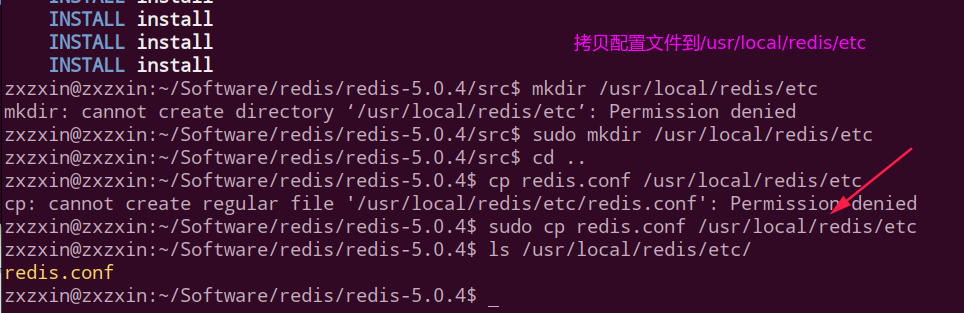 INSTALL install
INSTALL install
INSTALL install
拷贝配置文件到/usr/local/redis/etc
INSTALL install
zxzxin@zxzxin:~/Software/redis/redis-5.0.4/src$ mkdir /usr/local/redis/etc
mkdir: cannot create directory ‘/usr/local/redis/etc’: Permission denied
zxzxin@zxzxin:~/Software/redis/redis-5.0.4/src$ sudo mkdir /usr/local/redis/etc
zxzxin@zxzxin:~/Software/redis/redis-5.0.4/src$ cd ..
zxzxin@zxzxin:~/Software/redis/redis-5.0.4$ cp redis.conf /usr/local/redis/etc
cp: cannot create regular file '/usr/local/redis/etc/redis.conf': Permission denied
zxzxin@zxzxin:~/Software/redis/redis-5.0.4$ sudo cp redis.conf /usr/local/redis/etc
zxzxin@zxzxin:~/Software/redis/redis-5.0.4$ ls /usr/local/redis/etc/
redis.conf
zxzxin@zxzxin:~/Software/redis/redis-5.0.4$ _